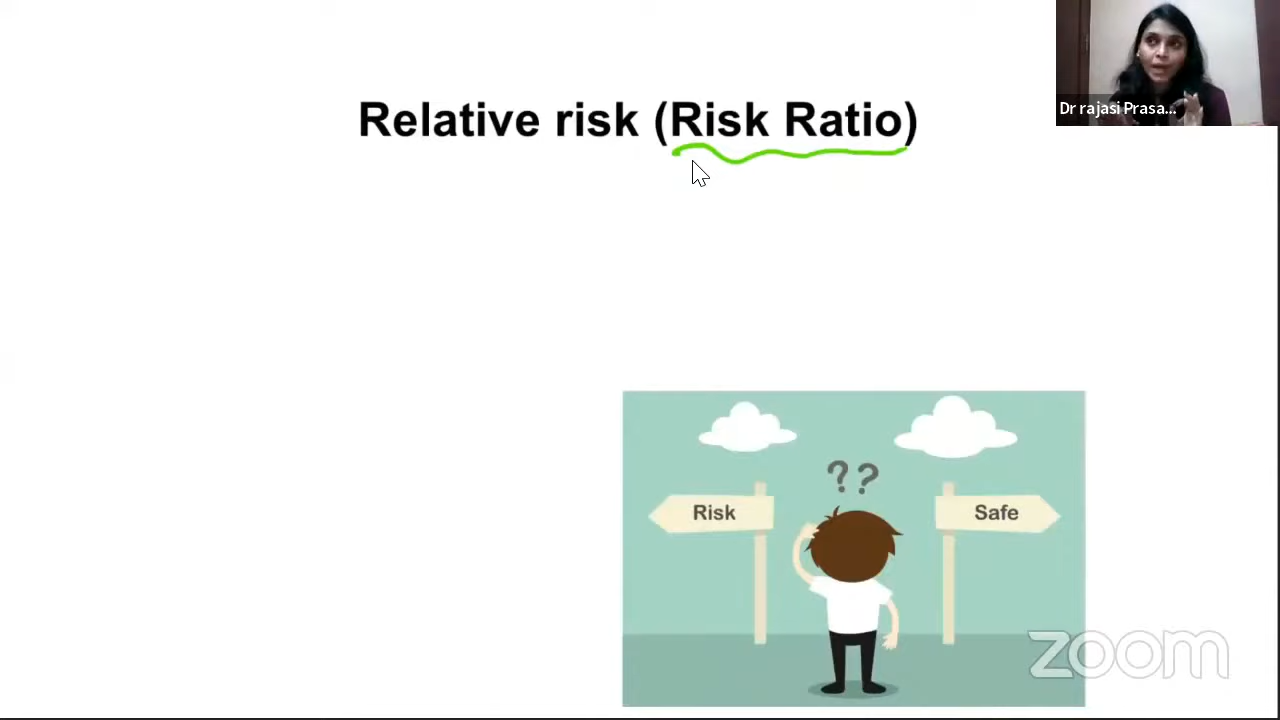 Relative risk (Risk Ratio)
Dr rajasi Prasa...
??
Risk
Safe
zoom